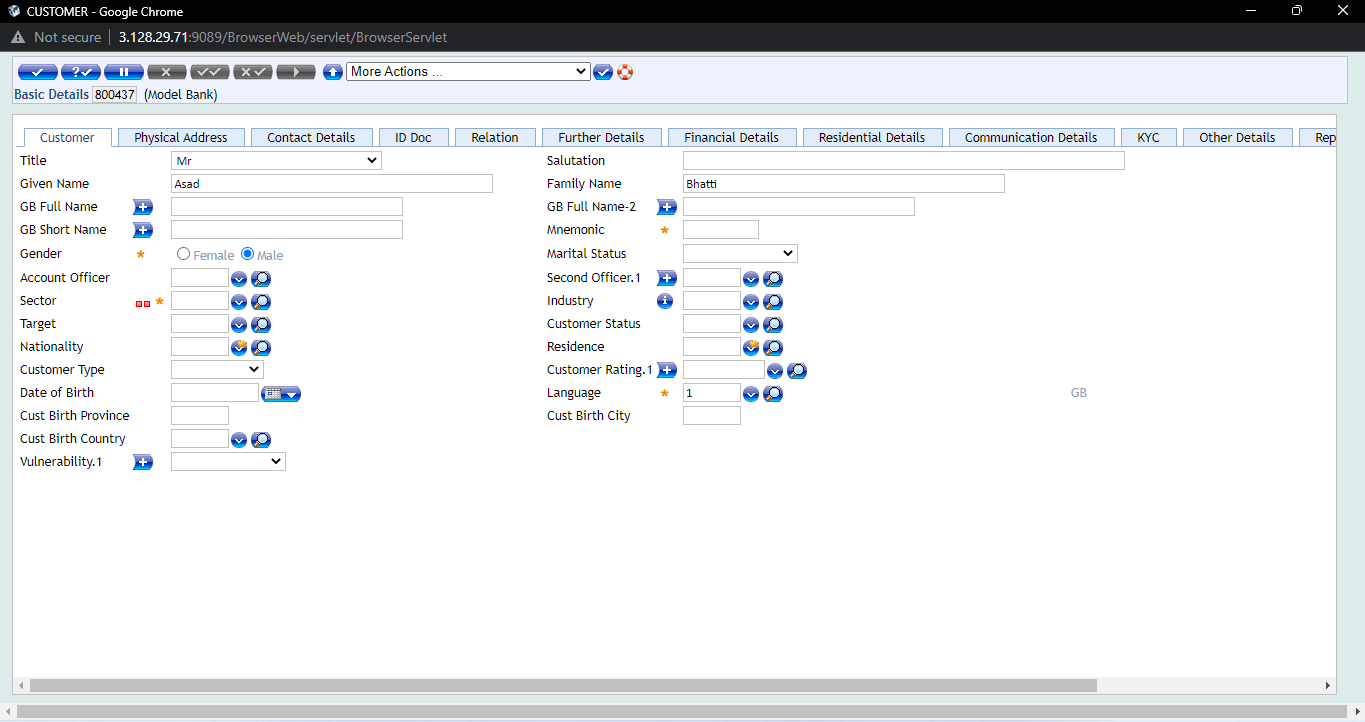 CUSTOMER - Google Chrome
Not secure 3.128.29.71:9089/BrowserWeb/servlet/BrowserServlet
More Actions ...
Basic Details 800437 (Model Bank)
Customer Physical Address Contact Details ID Doc Relation Further Details Financial Details Residential Details Communication Details KYC Other Details Rep
Title Mr Salutation
Given Name Asad Family Name Bhatti
GB Full Name GB Full Name-2
GB Short Name Mnemonic *
Gender * Female Male Marital Status
Account Officer Second Officer.1
Sector * Industry
Target Customer Status
Nationality Residence
Customer Type Customer Rating.1
Date of Birth Language * 1 GB
Cust Birth Province Cust Birth City
Cust Birth Country
Vulnerability.1